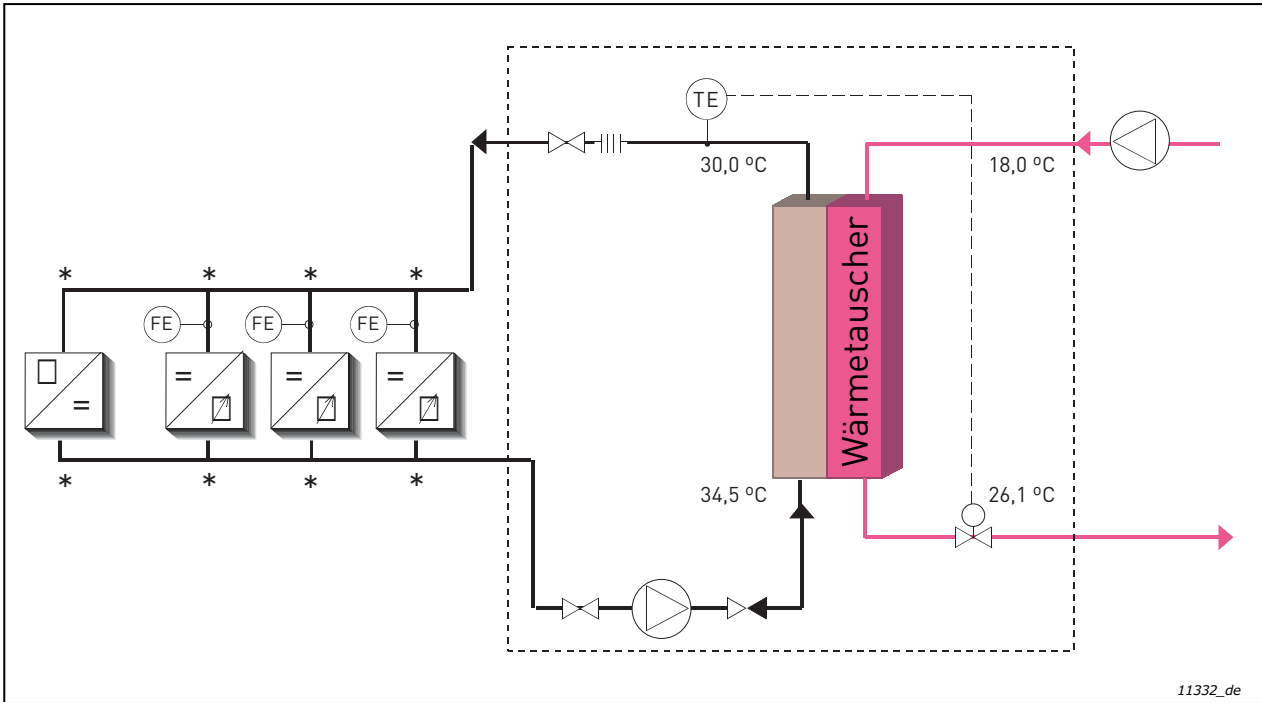 TE
30,0 ºC
18,0 ºC
* * * *
FE FE FE
= = = =
Wärmetauscher
* * * *
34,5 ºC
26,1 ºC
11332_de